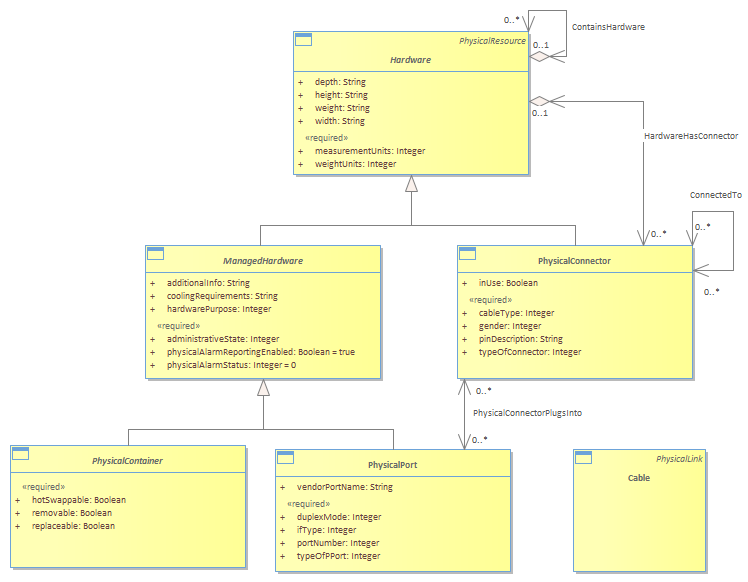 0..*
ContainsHardware
PhysicalResource
0..1
Hardware
+ depth: String
+ height: String
+ weight: String
+ width: String
«required»
+ measurementUnits: Integer
+ weightUnits: Integer
0..1
HardwareHasConnector
ConnectedTo
0..*
0..*
0..*
ManagedHardware
+ additionalInfo: String
+ coolingRequirements: String
+ hardwarePurpose: Integer
«required»
+ administrativeState: Integer
+ physicalAlarmReportingEnabled: Boolean = true
+ physicalAlarmStatus: Integer = 0
PhysicalConnector
+ inUse: Boolean
«required»
+ cableType: Integer
+ gender: Integer
+ pinDescription: String
+ typeOfConnector: Integer
0..*
PhysicalConnectorPlugsInto
0..*
PhysicalContainer
«required»
+ hotSwappable: Boolean
+ removable: Boolean
+ replaceable: Boolean
PhysicalPort
+ vendorPortName: String
«required»
+ duplexMode: Integer
+ ifType: Integer
+ portNumber: Integer
+ typeOfPPort: Integer
PhysicalLink
Cable